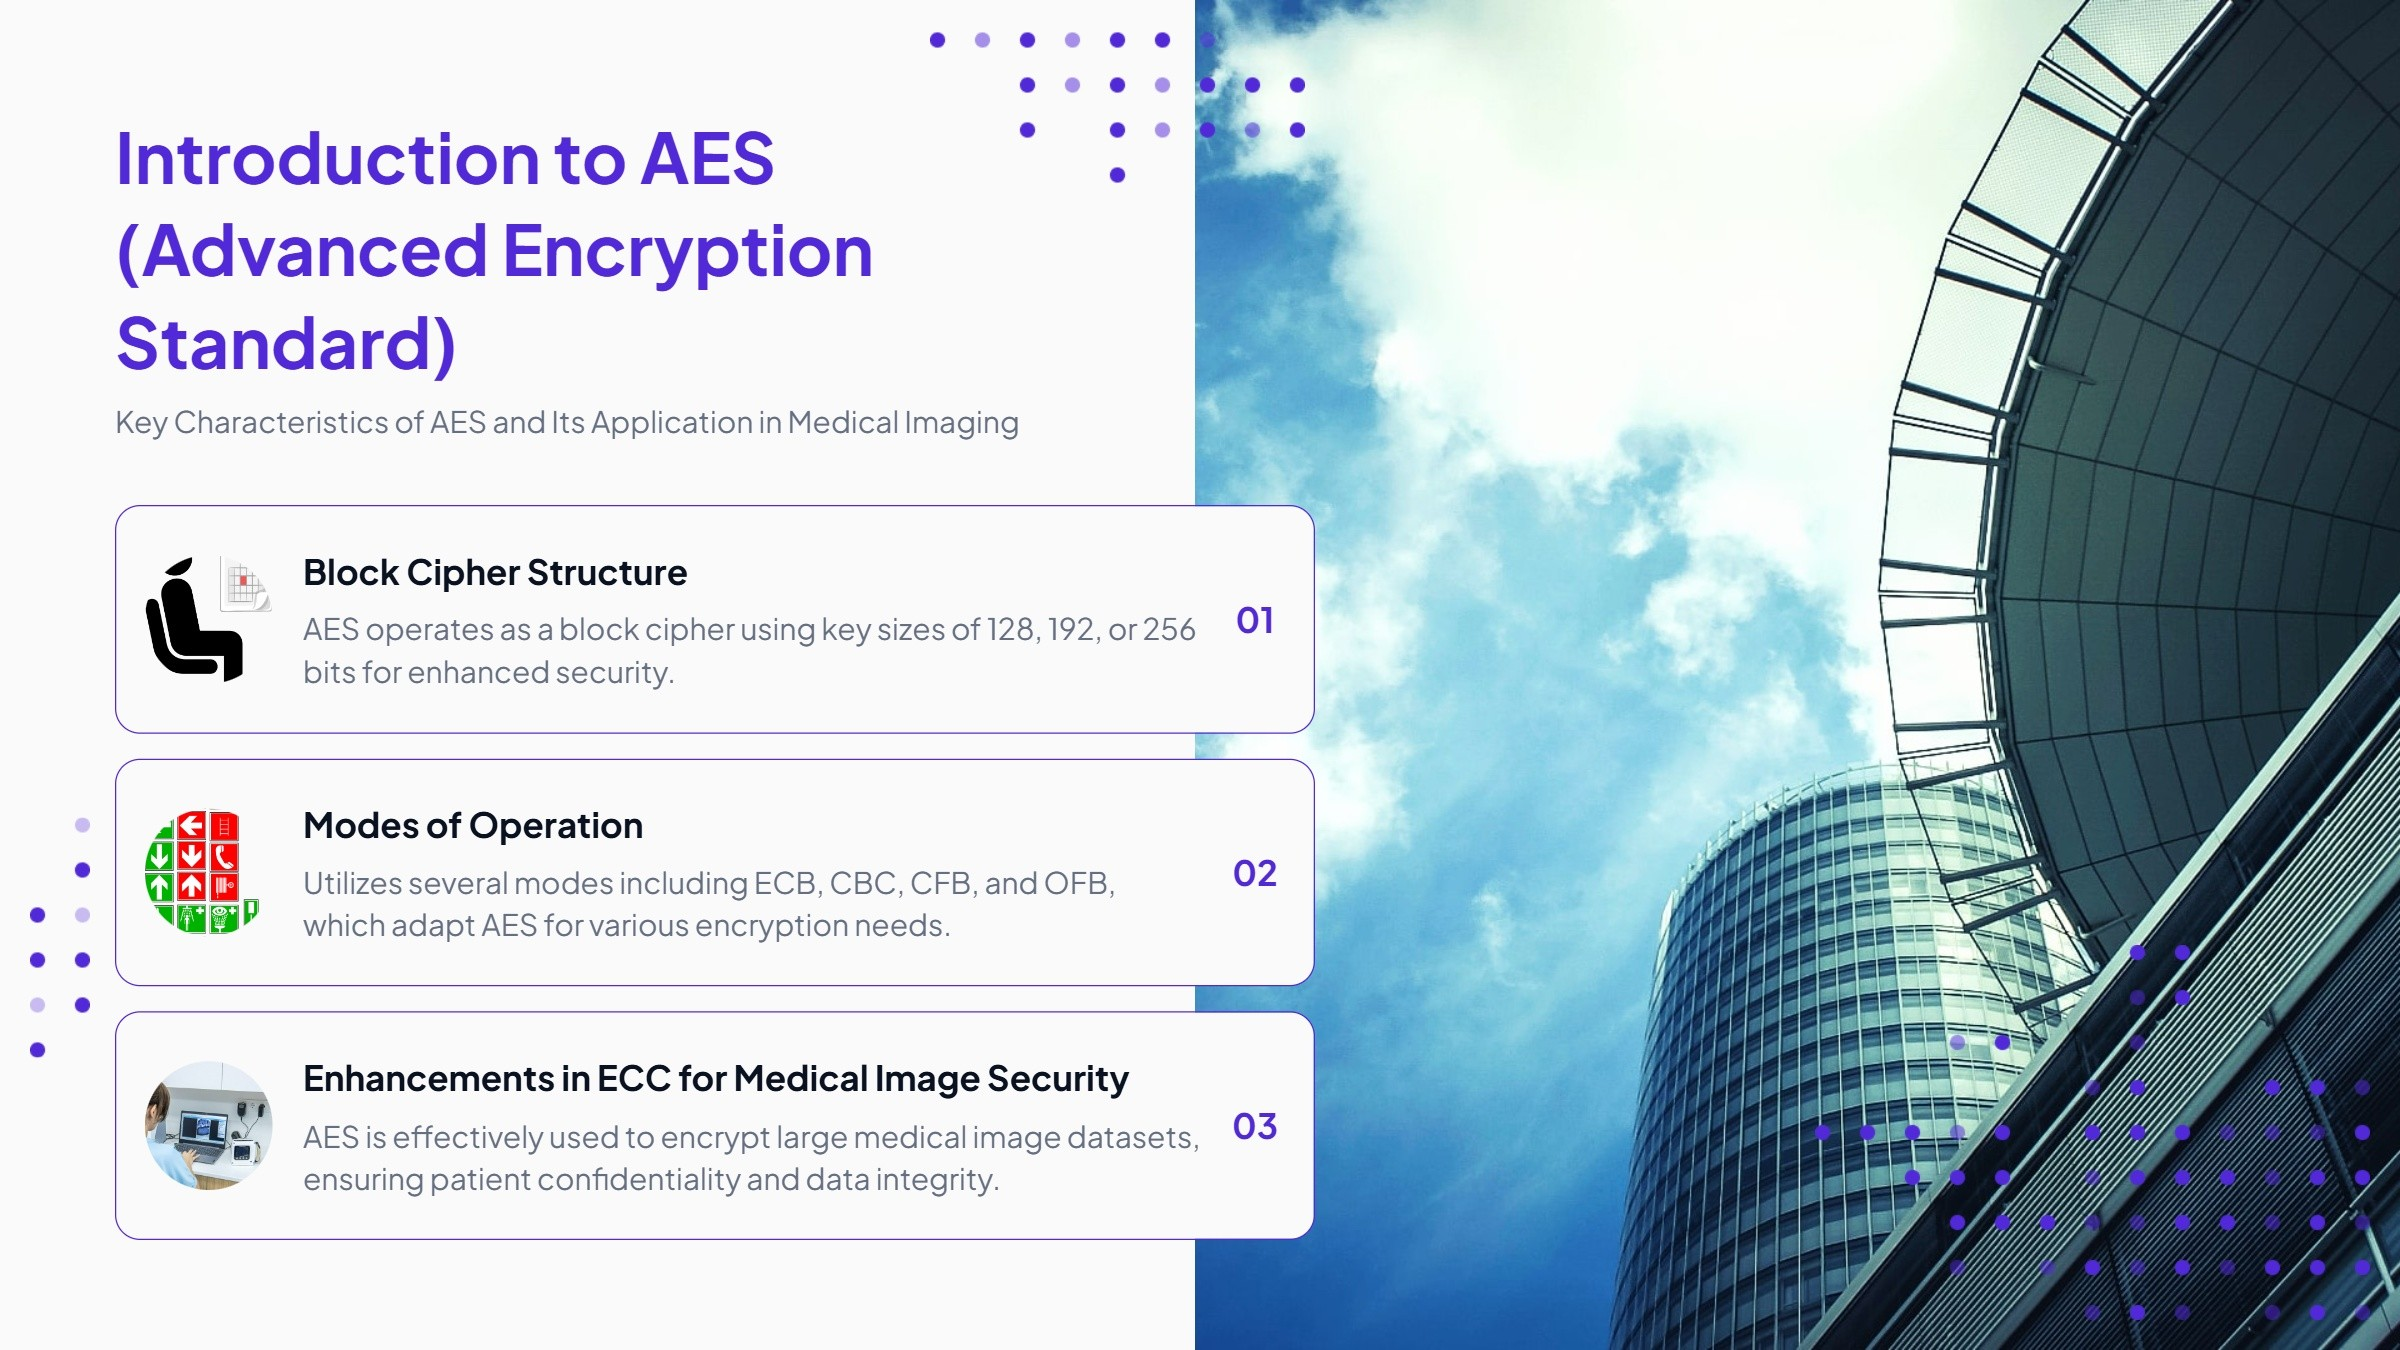 Introduction to AES
(Advanced Encryption
Standard)
Key Characteristics of AES and Its Application in Medical Imaging
Block Cipher Structure
AES operates as a block cipher using key sizes of 128, 192, or 256
bits for enhanced security.
01
Modes of Operation
Utilizes several modes including ECB, CBC, CFB, and OFB,
which adapt AES for various encryption needs.
02
Enhancements in ECC for Medical Image Security
AES is effectively used to encrypt large medical image datasets,
ensuring patient confidentiality and data integrity.
03